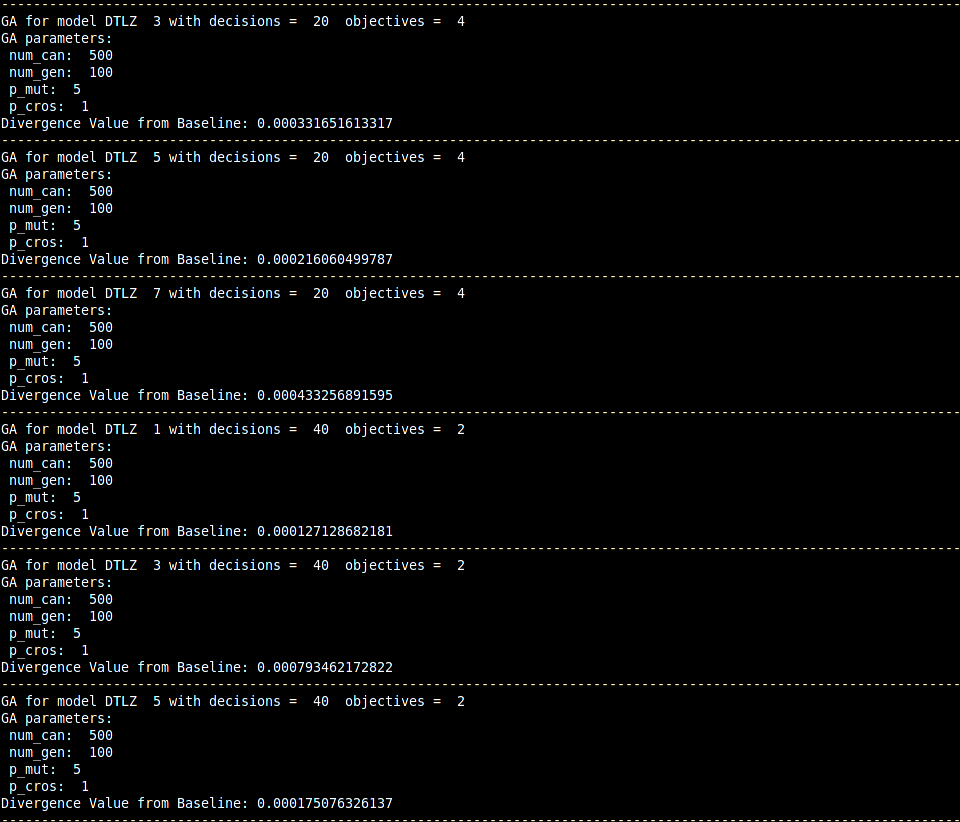 ------------------------------------------------------------------------------------------------------------------------
GA for model DTLZ  3 with decisions =  20  objectives =  4
GA parameters:
 num_can:  500
 num_gen:  100
 p_mut:  5
 p_cros:  1
Divergence Value from Baseline: 0.000331651613317
------------------------------------------------------------------------------------------------------------------------
GA for model DTLZ  5 with decisions =  20  objectives =  4
GA parameters:
 num_can:  500
 num_gen:  100
 p_mut:  5
 p_cros:  1
Divergence Value from Baseline: 0.000216060499787
------------------------------------------------------------------------------------------------------------------------
GA for model DTLZ  7 with decisions =  20  objectives =  4
GA parameters:
 num_can:  500
 num_gen:  100
 p_mut:  5
 p_cros:  1
Divergence Value from Baseline: 0.000433256891595
------------------------------------------------------------------------------------------------------------------------
GA for model DTLZ  1 with decisions =  40  objectives =  2
GA parameters:
 num_can:  500
 num_gen:  100
 p_mut:  5
 p_cros:  1
Divergence Value from Baseline: 0.000127128682181
------------------------------------------------------------------------------------------------------------------------
GA for model DTLZ  3 with decisions =  40  objectives =  2
GA parameters:
 num_can:  500
 num_gen:  100
 p_mut:  5
 p_cros:  1
Divergence Value from Baseline: 0.000793462172822
------------------------------------------------------------------------------------------------------------------------
GA for model DTLZ  5 with decisions =  40  objectives =  2
GA parameters:
 num_can:  500
 num_gen:  100
 p_mut:  5
 p_cros:  1
Divergence Value from Baseline: 0.000175076326137
------------------------------------------------------------------------------------------------------------------------